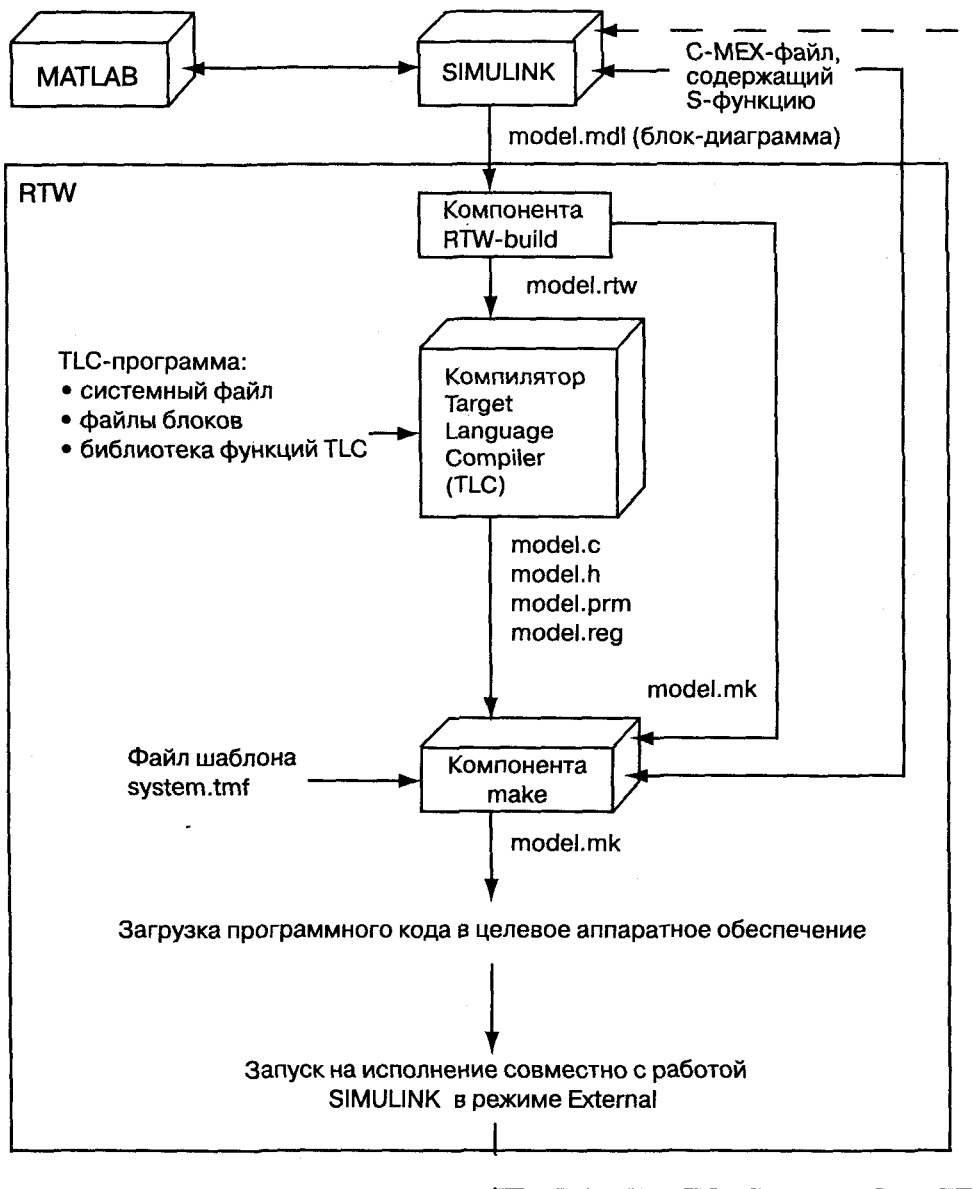 MATLAB
SIMULINK
C-MEX-файл,
содержащий
S-функцию
model.mdl (блок-диаграмма)
RTW
Компонента
RTW-build
model.rtw
TLC-программа:
• системный файл
• файлы блоков
• библиотека функций TLC
Компилятор
Target
Language
Compiler
(TLC)
model.c
model.h
model.prm
model.reg
model.mk
Файл шаблона
system.tmf
Компонента
make
model.mk
Загрузка программного кода в целевое аппаратное обеспечение
Запуск на исполнение совместно с работой
SIMULINK в режиме External